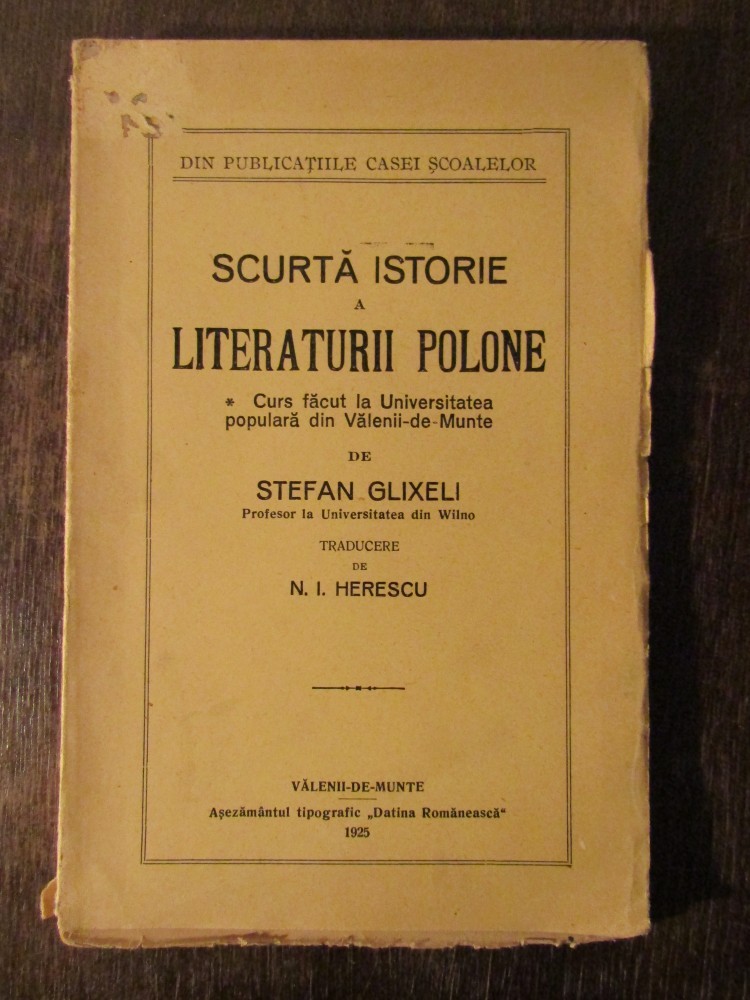 DIN PUBLICAȚIILE CASEI ȘCOALELOR
SCURTĂ ISTORIE
A
LITERATURII POLONE
* Curs făcut la Universitatea
populară din Vălenii-de-Munte
DE
STEFAN GLIXELI
Profesor la Universitatea din Wilno
TRADUCERE
DE
N. I. HERESCU
VĂLENII-DE-MUNTE
Așezământul tipografic „Datina Românească“
1925